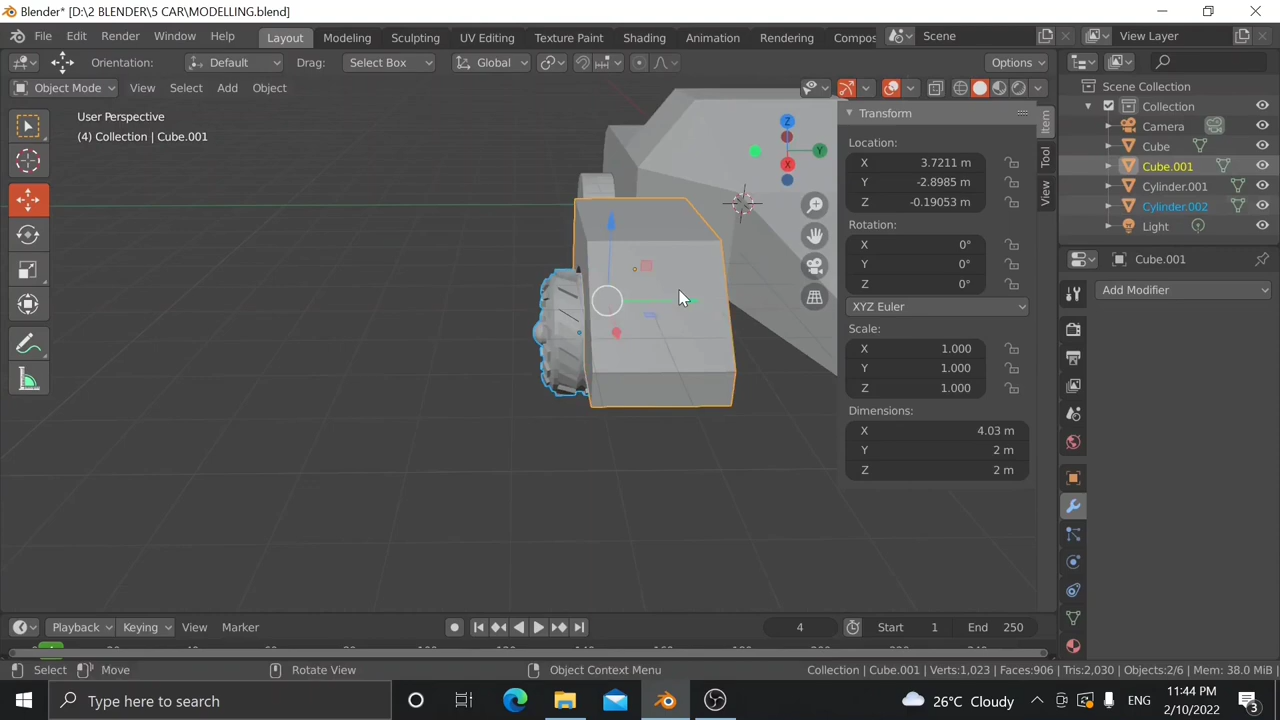 Blender* [D:\2 BLENDER\5 CAR\MODELLING.blend]
File Edit Render Window Help Layout Modeling Sculpting UV Editing Texture Paint Shading Animation Rendering Compos Scene View Layer
Orientation: Default Drag: Select Box Global Options
Object Mode View Select Add Object
Scene Collection
User Perspective
(4) Collection | Cube.001
Transform
Collection
Camera
Cube
Cube.001
Cylinder.001
Cylinder.002
Light
Item
Tool
View
Location:
X 3.7211 m
Y -2.8985 m
Z -0.19053 m
Rotation:
X 0°
Y 0°
Z 0°
XYZ Euler
Scale:
X 1.000
Y 1.000
Z 1.000
Dimensions:
X 4.03 m
Y 2 m
Z 2 m
Z
Y
X
Cube.001
Add Modifier
Playback Keying View Marker 4 Start 1 End 250
Select Move Rotate View Object Context Menu Collection | Cube.001 | Verts:1,023 | Faces:906 | Tris:2,030 | Objects:2/6 | Mem: 38.0 MiB
Type here to search 26°C Cloudy ENG 11:44 PM
2/10/2022
3